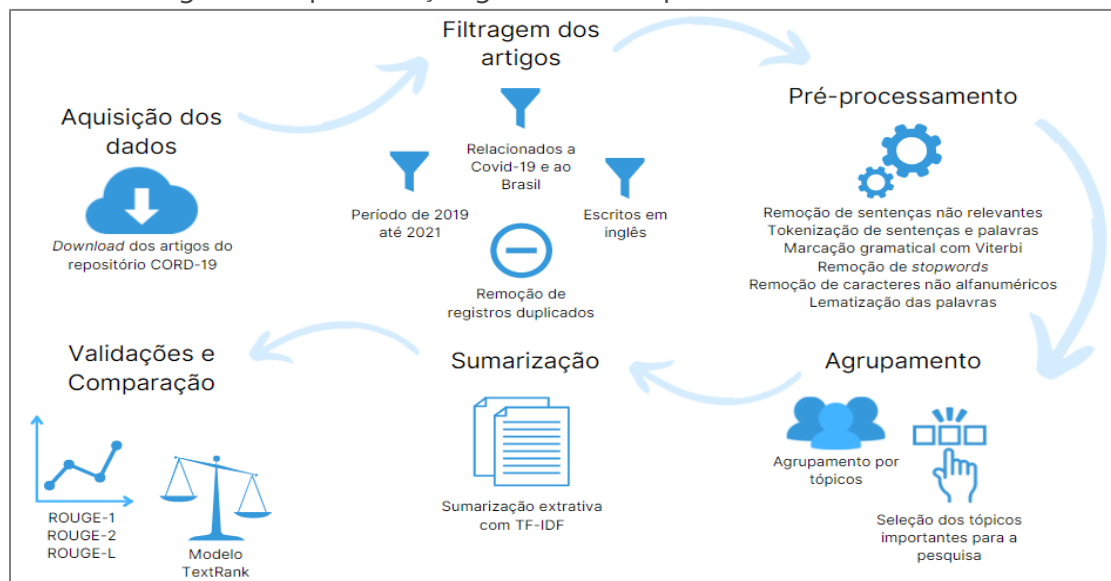 Filtragem dos
artigos
Aquisição dos
dados
Download dos artigos do
repositório CORD-19
Relacionados a
Covid-19 e ao
Brasil
Período de 2019
até 2021
Escritos em
inglês
Remoção de
registros duplicados
Pré-processamento
Remoção de sentenças não relevantes
Tokenização de sentenças e palavras
Marcação gramatical com Viterbi
Remoção de stopwords
Remoção de caracteres não alfanuméricos
Lematização das palavras
Agrupamento
Agrupamento por
tópicos
Seleção dos tópicos
importantes para a
pesquisa
Sumarização
Sumarização extrativa
com TF-IDF
Validações e
Comparação
ROUGE-1
ROUGE-2
ROUGE-L
Modelo
TextRank